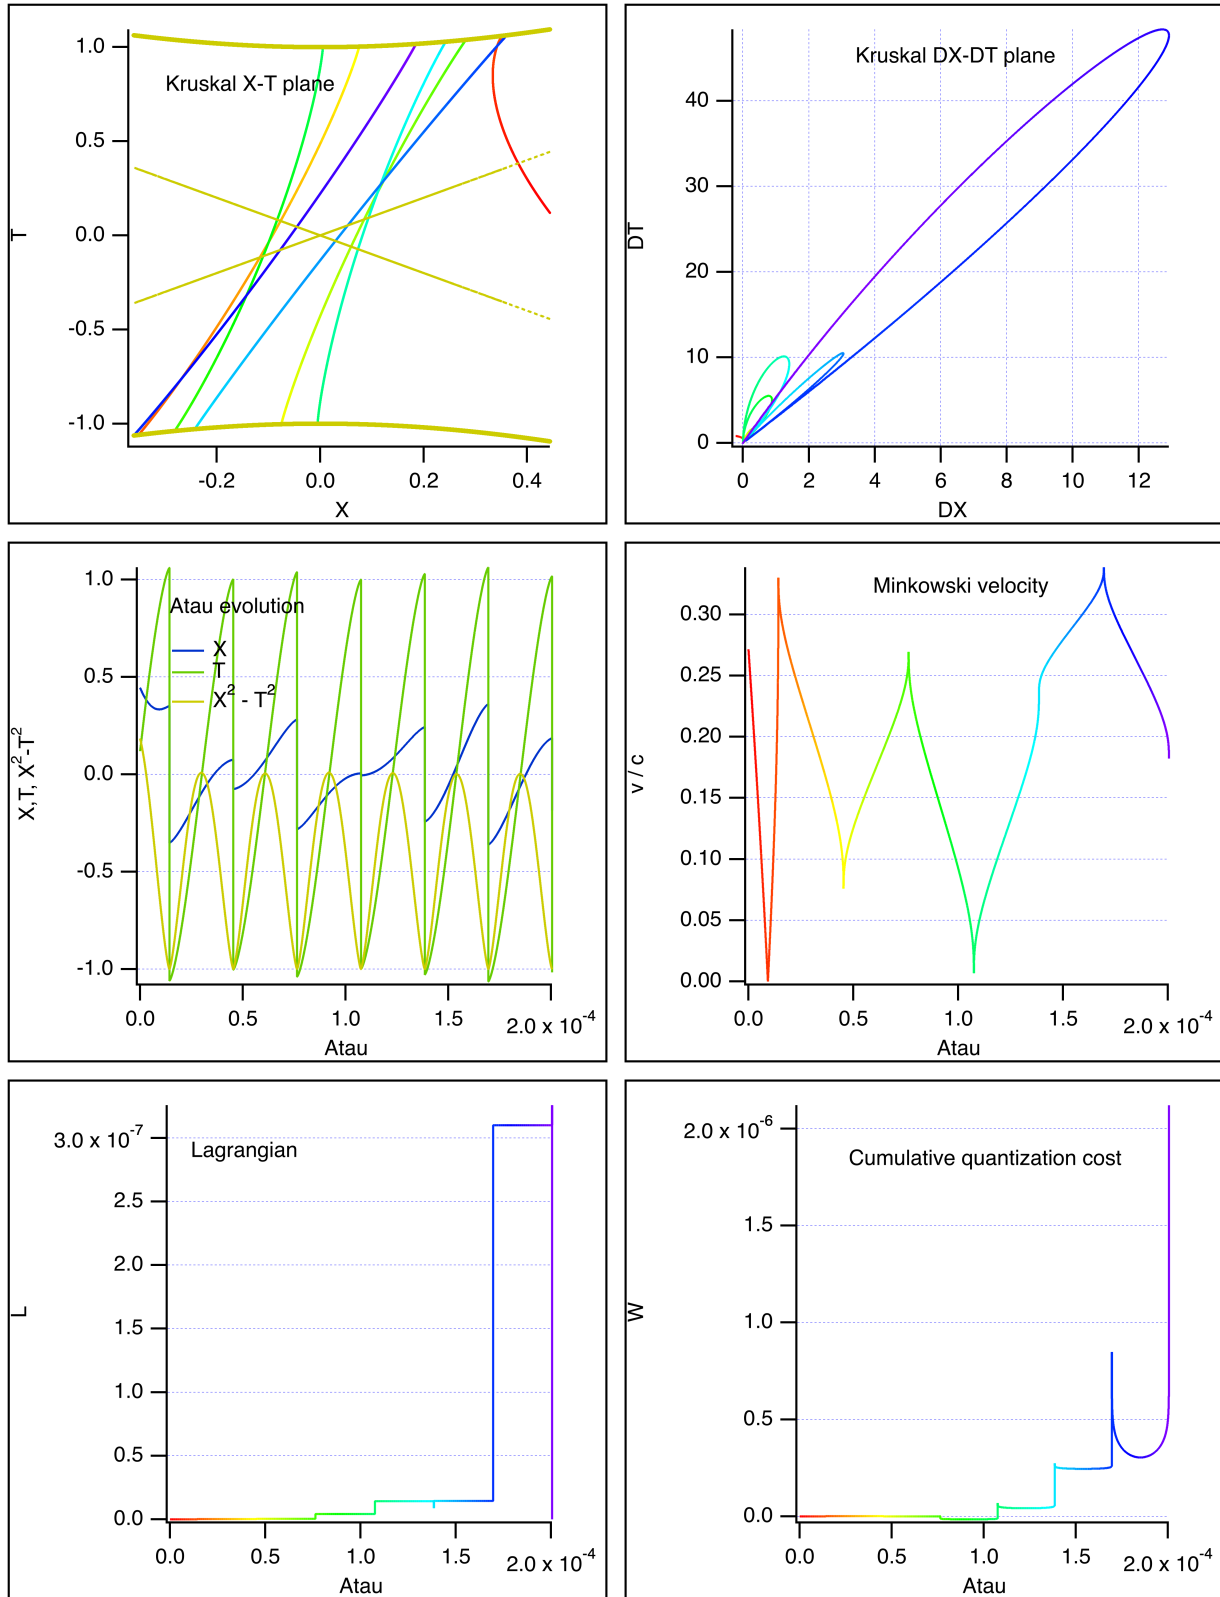 1.0
0.5
0.0
-0.5
-1.0
T
Kruskal X-T plane
-0.2
0.0
0.2
0.4
X
40
30
20
10
0
DT
Kruskal DX-DT plane
0
2
4
6
8
10
12
DX
1.0
0.5
0.0
-0.5
-1.0
X,T, X²-T²
Atau evolution
X
T
X² - T²
0.0
0.5
1.0
1.5
2.0 x 10⁻⁴
Atau
0.30
0.25
0.20
0.15
0.10
0.05
0.00
v / c
Minkowski velocity
0.0
0.5
1.0
1.5
2.0 x 10⁻⁴
Atau
3.0 x 10⁻⁷
2.5
2.0
1.5
1.0
0.5
0.0
L
Lagrangian
0.0
0.5
1.0
1.5
2.0 x 10⁻⁴
Atau
2.0 x 10⁻⁶
1.5
1.0
0.5
0.0
W
Cumulative quantization cost
0.0
0.5
1.0
1.5
2.0 x 10⁻⁴
Atau